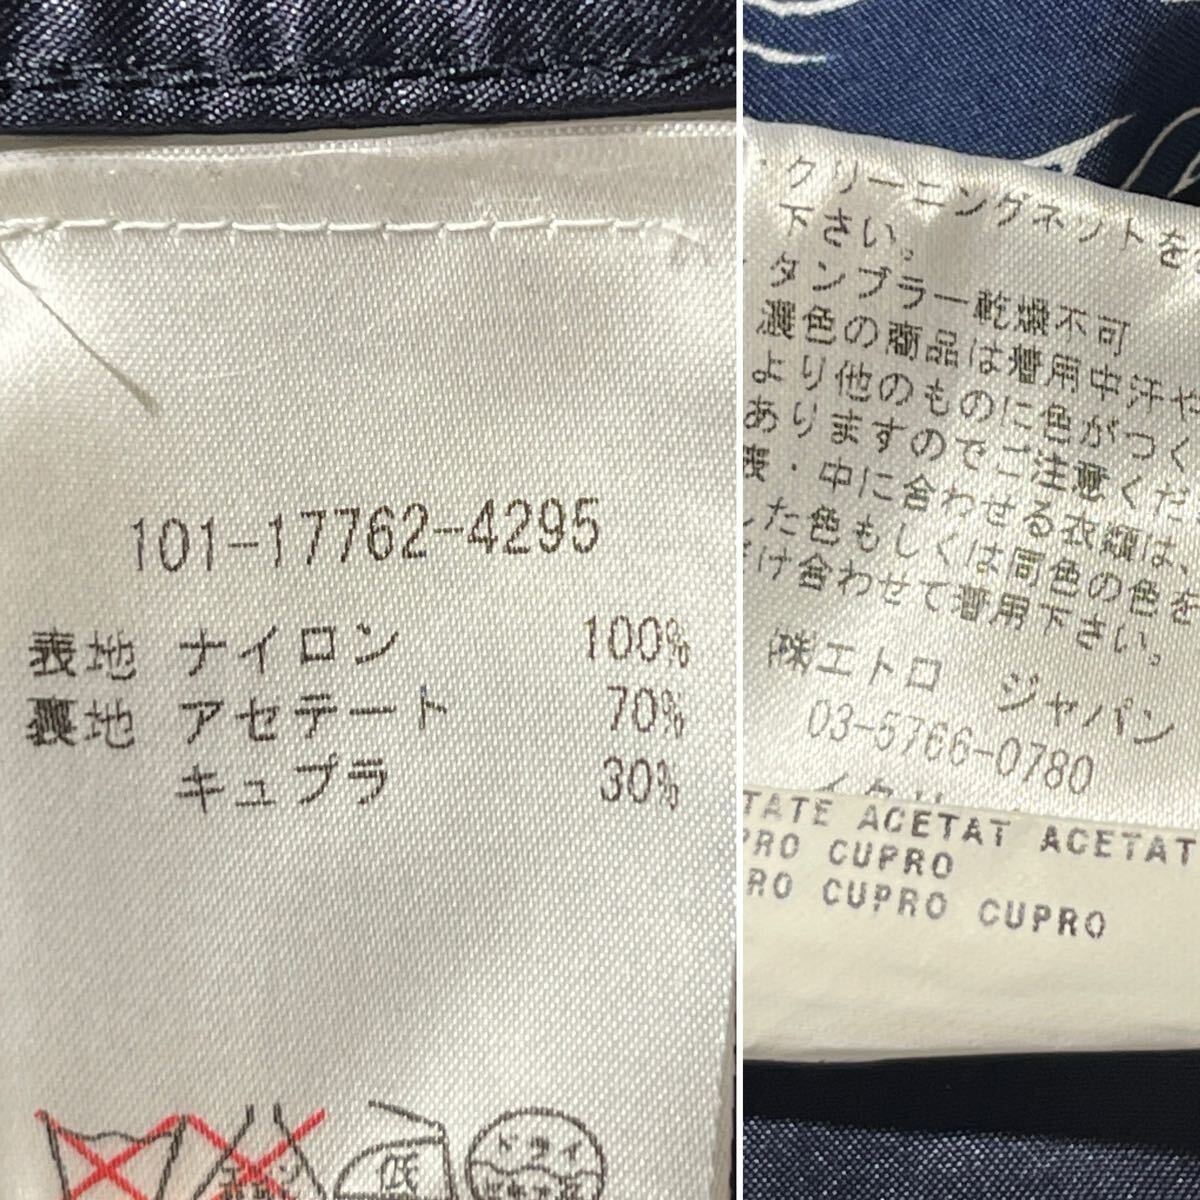 101-17762-4295
表地 ナイロン 100%
裏地 アセテート 70%
キュプラ 30%
低
ドライ
・クリーニングネットを
下さい。
タンブラー乾燥不可
濃色の商品は着用中汗や
より他のものに色がつく
ありますのでご注意くだ
・中に合わせる衣類は、
した色もしくは同色の色を
け合わせて着用下さい。
㈱エトロ ジャパン
03-5766-0780
TATE ACETAT ACETAT
PRO CUPRO
RO CUPRO CUPRO